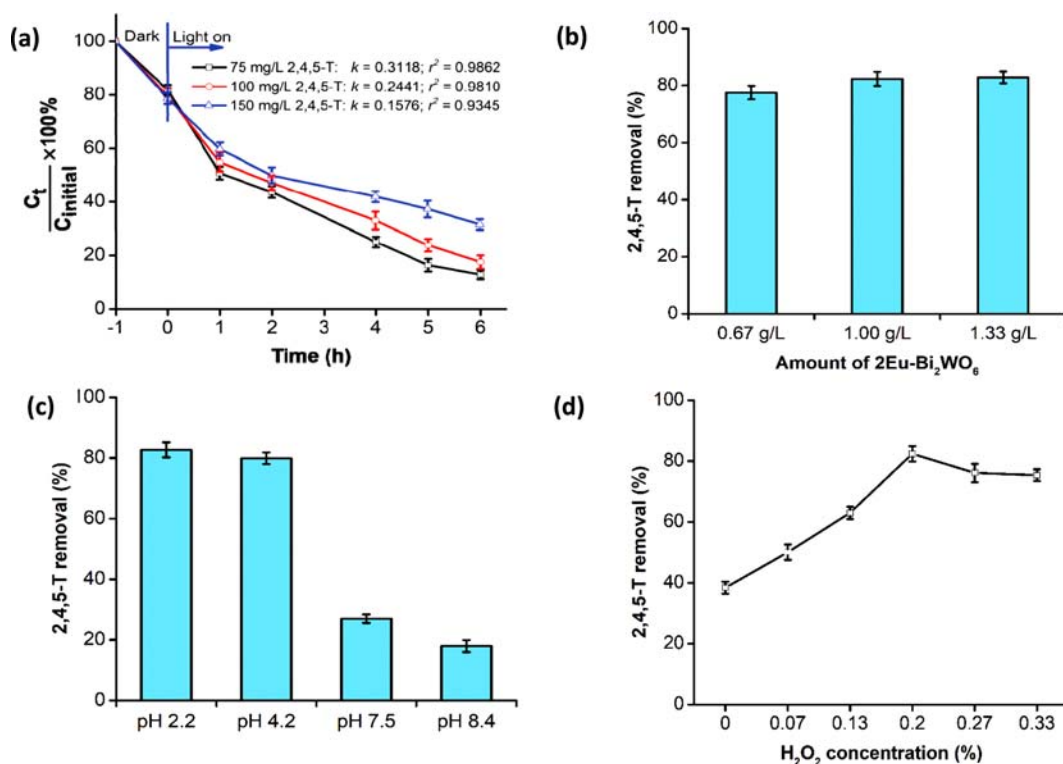 (a)
Dark Light on
75 mg/L 2,4,5-T: k = 0.3118; r² = 0.9862
100 mg/L 2,4,5-T: k = 0.2441; r² = 0.9810
150 mg/L 2,4,5-T: k = 0.1576; r² = 0.9345
100
80
60
40
20
0
Cₜ
C_initial
×100%
-1 0 1 2 3 4 5 6
Time (h)
(b)
2,4,5-T removal (%)
100
80
60
40
20
0
0.67 g/L 1.00 g/L 1.33 g/L
Amount of 2Eu-Bi₂WO₆
(c)
2,4,5-T removal (%)
100
80
60
40
20
0
pH 2.2 pH 4.2 pH 7.5 pH 8.4
(d)
2,4,5-T removal (%)
100
80
60
40
20
0
0 0.07 0.13 0.2 0.27 0.33
H₂O₂ concentration (%)